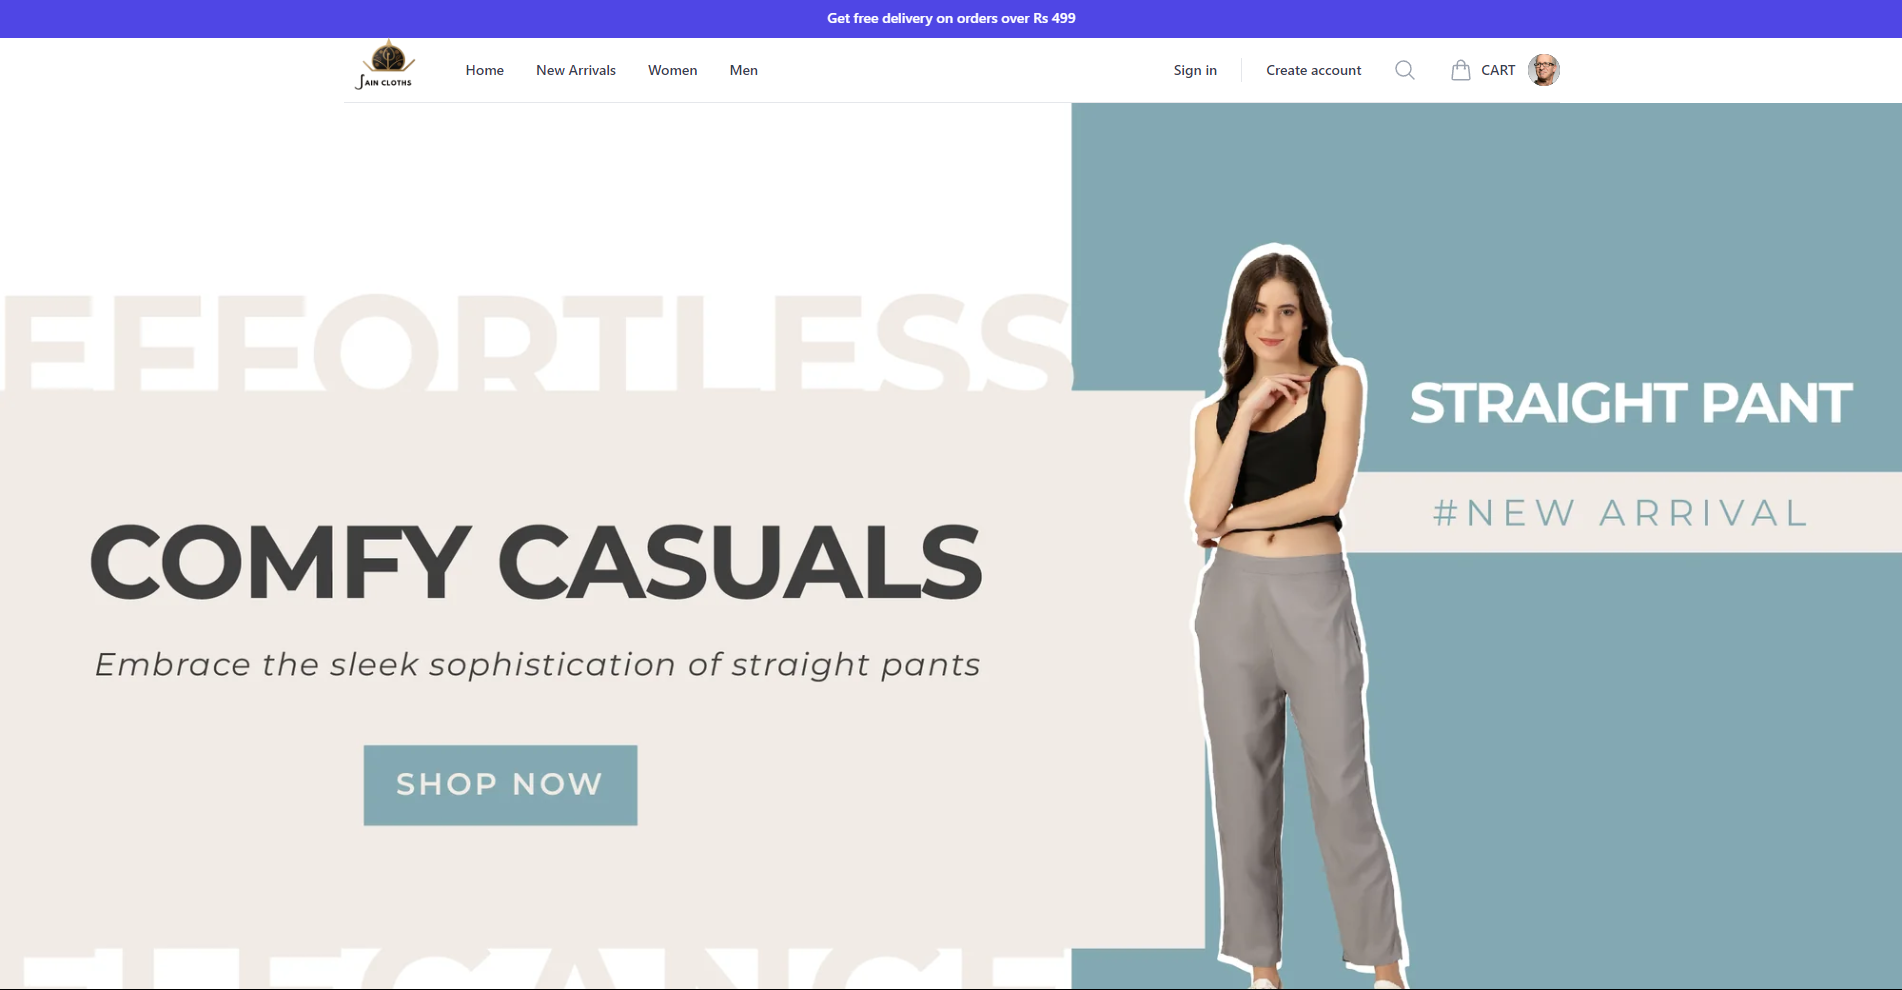 Get free delivery on orders over Rs 499
JAIN CLOTHS
Home
New Arrivals
Women
Men
Sign in
Create account
CART
EFFORTLESS
COMFY CASUALS
Embrace the sleek sophistication of straight pants
SHOP NOW
STRAIGHT PANT
#NEW ARRIVAL
ELEGANCE